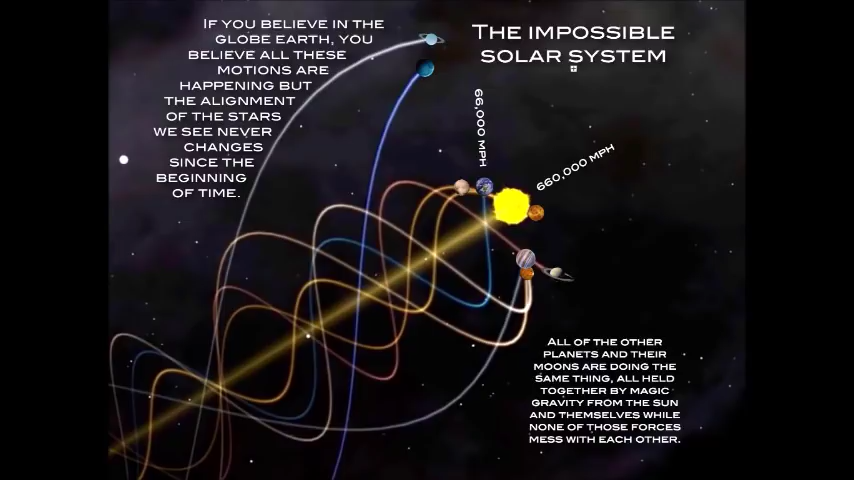 If you believe in the
globe earth, you
believe all these
motions are
happening but
the alignment
of the stars
we see never
changes
since the
beginning
of time.
The impossible
solar system
66,000 mph
660,000 mph
All of the other
planets and their
moons are doing the
same thing, all held
together by magic
gravity from the sun
and themselves while
none of those forces
mess with each other.